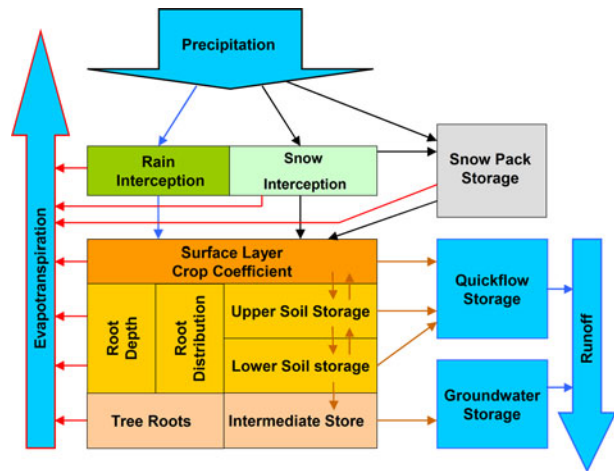 Precipitation
Rain
Interception
Snow
Interception
Snow Pack
Storage
Evapotranspiration
Surface Layer
Crop Coefficient
Root
Depth
Root
Distribution
Upper Soil Storage
Lower Soil storage
Tree Roots
Intermediate Store
Quickflow
Storage
Groundwater
Storage
Runoff